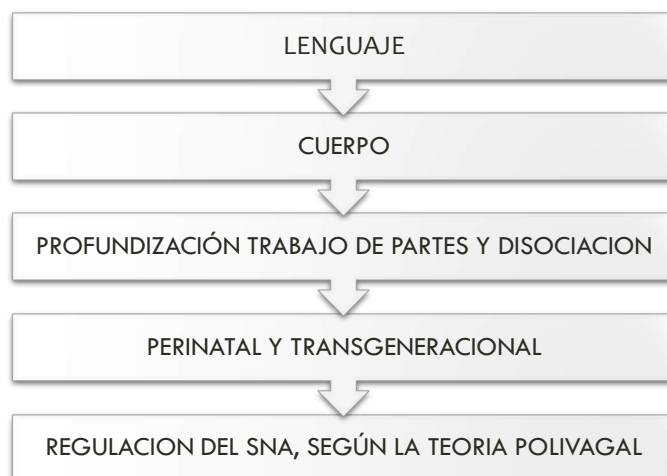 LENGUAJE
CUERPO
PROFUNDIZACIÓN TRABAJO DE PARTES Y DISOCIACION
PERINATAL Y TRANSGENERACIONAL
REGULACION DEL SNA, SEGÚN LA TEORIA POLIVAGAL